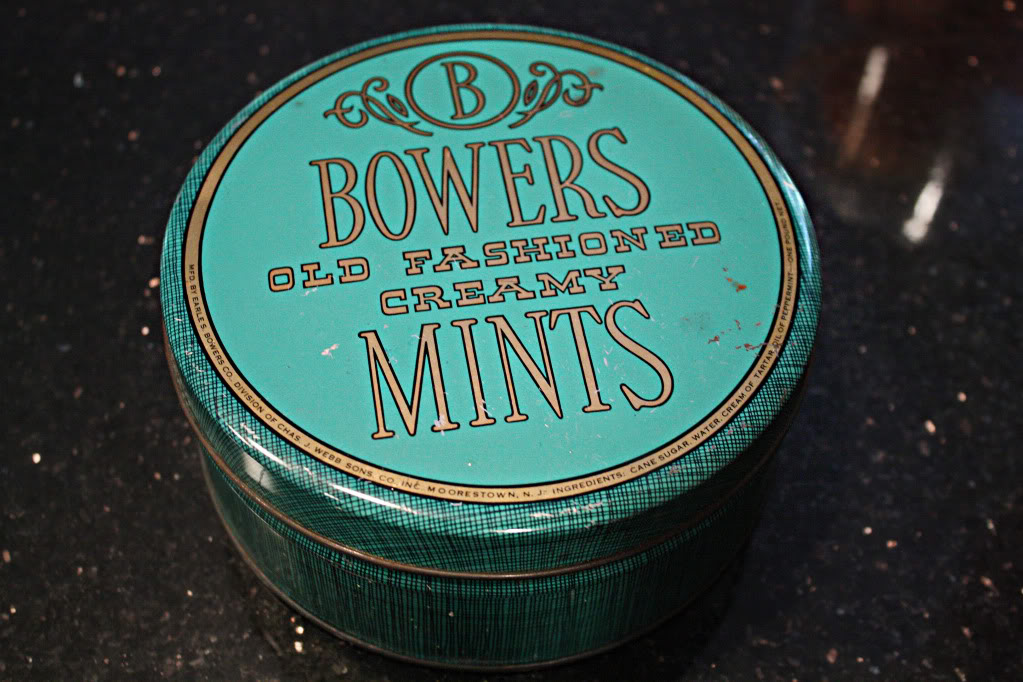 B
BOWERS
OLD FASHIONED
CREAMY
MINTS
MFD. BY EARLE S. BOWERS CO. DIVISION OF CHAS. J. WEBB SONS, CO., INC. MOORESTOWN, N. J.- INGREDIENTS: CANE SUGAR, WATER, CREAM OF TARTAR, OIL OF PEPPERMINT—ONE POUND NET